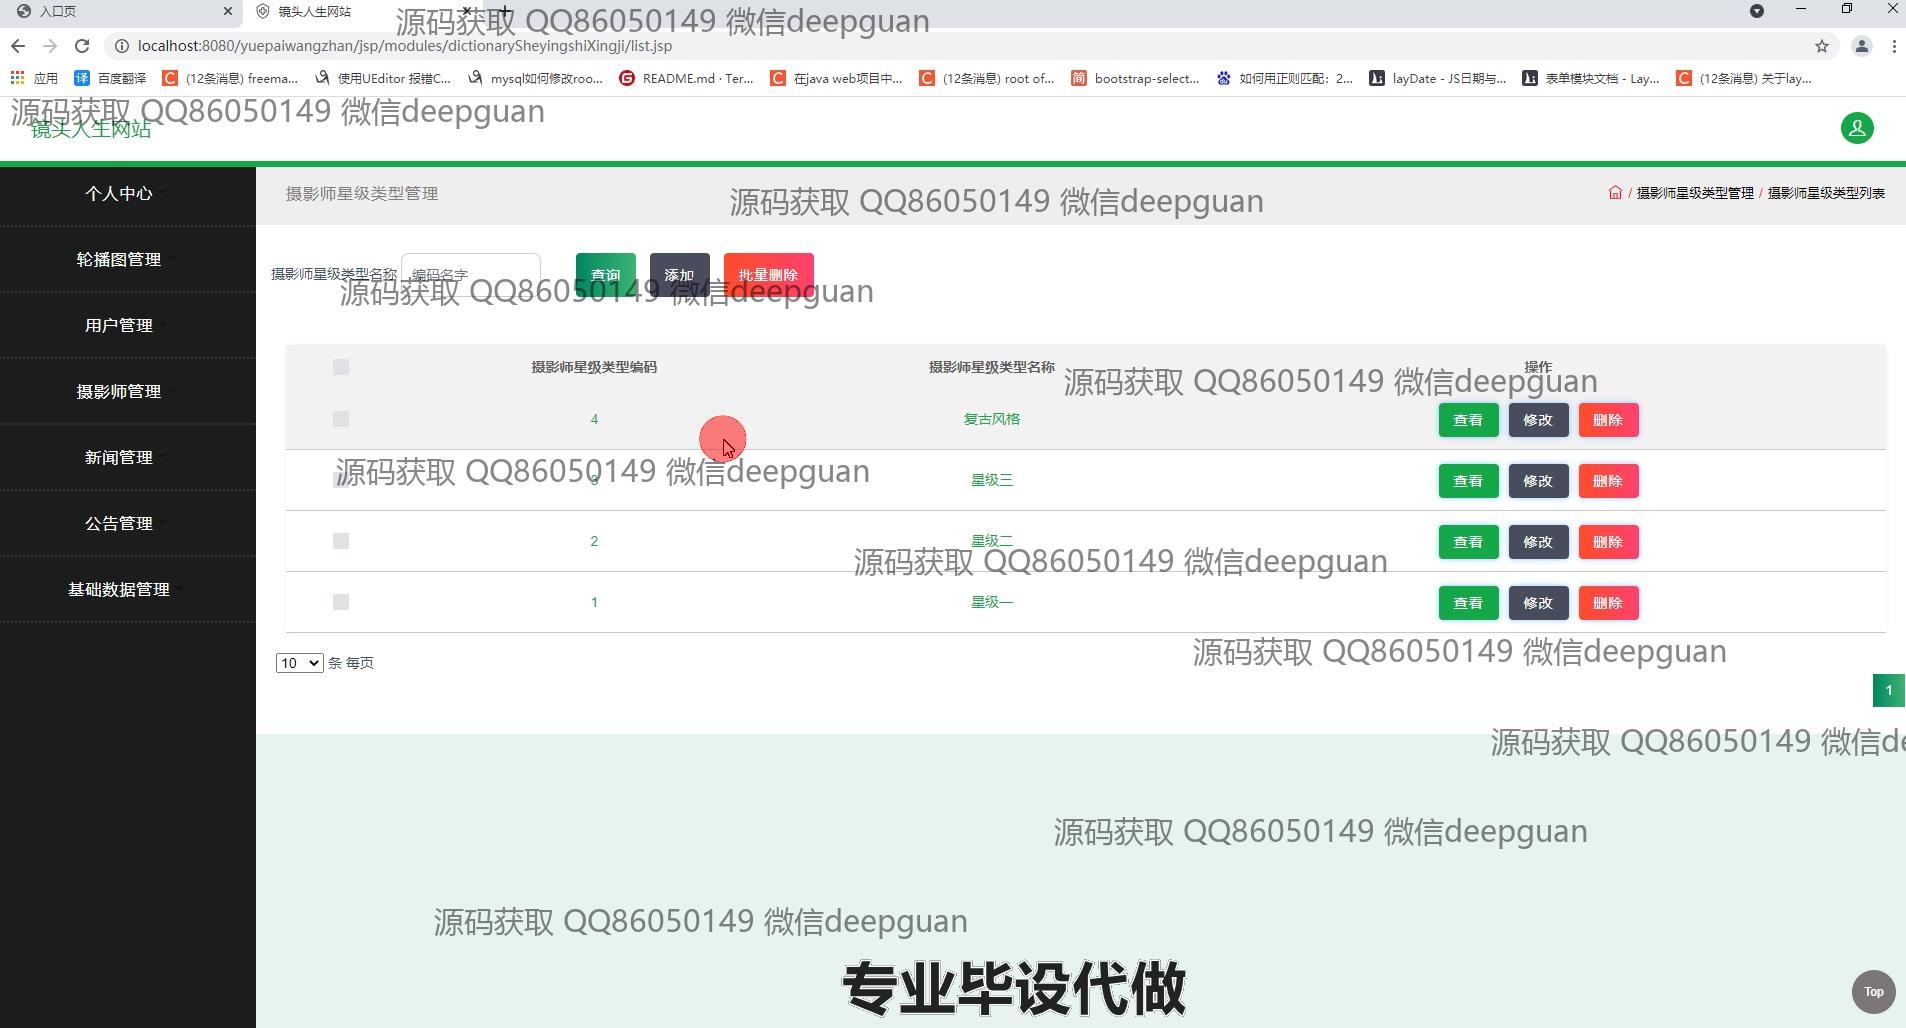 入口页
镜头人生网站
源码获取 QQ86050149 微信deepguan
localhost:8080/yuepaiwangzhan/jsp/modules/dictionarySheyingshiXingji/list.jsp
应用
百度翻译
(12条消息) freema...
使用UEditor 报错C...
mysql如何修改roo...
README.md · Ter...
在java web项目中...
(12条消息) root of...
bootstrap-select...
如何用正则匹配：2...
layDate - JS日期与...
表单模块文档 - Lay...
(12条消息) 关于lay...
源码获取 QQ86050149 微信deepguan
镜头人生网站
个人中心
轮播图管理
用户管理
摄影师管理
新闻管理
公告管理
基础数据管理
摄影师星级类型管理
源码获取 QQ86050149 微信deepguan
/ 摄影师星级类型管理 / 摄影师星级类型列表
摄影师星级类型名称 编码名字 查询 添加 批量删除
源码获取 QQ86050149 微信deepguan
摄影师星级类型编码 摄影师星级类型名称 操作
源码获取 QQ86050149 微信deepguan
4 复古风格 查看 修改 删除
源码获取 QQ86050149 微信deepguan
3 星级三 查看 修改 删除
2 星级二 查看 修改 删除
源码获取 QQ86050149 微信deepguan
1 星级一 查看 修改 删除
源码获取 QQ86050149 微信deepguan
10 条 每页
1
源码获取 QQ86050149 微信de
源码获取 QQ86050149 微信deepguan
源码获取 QQ86050149 微信deepguan
专业毕设代做
Top